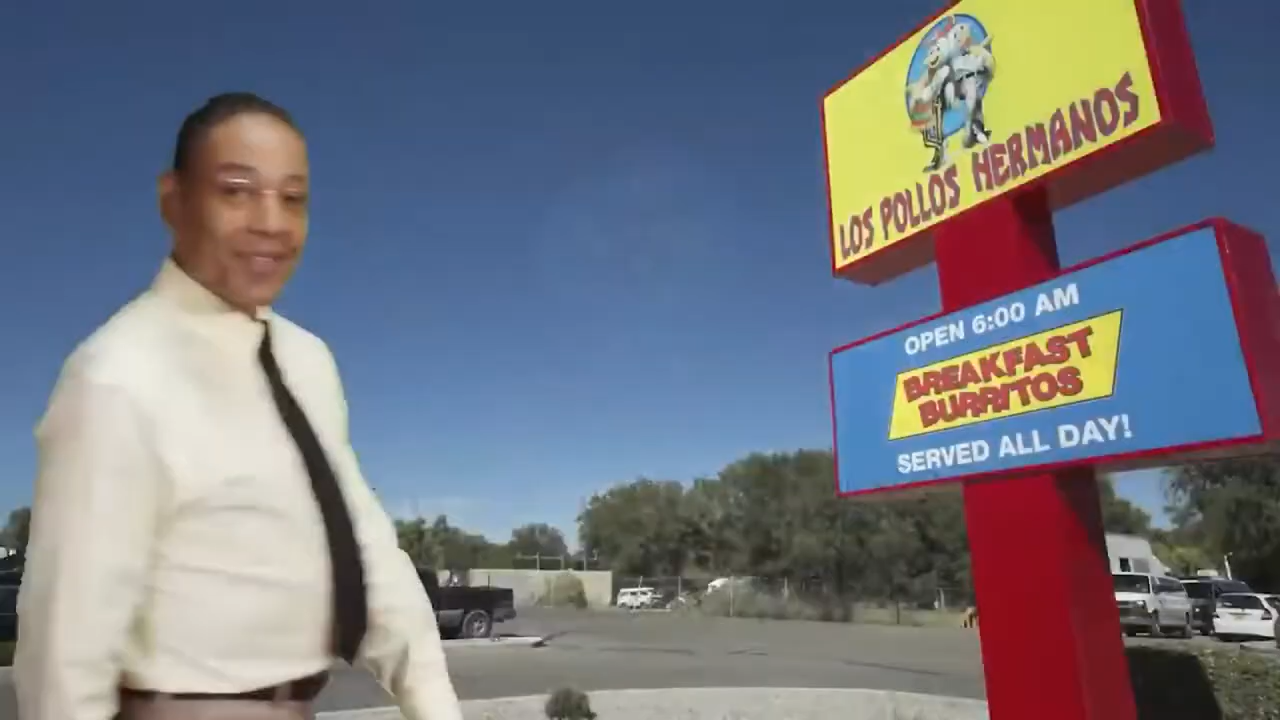 LOS POLLOS HERMANOS
OPEN 6:00 AM
BREAKFAST
BURRITOS
SERVED ALL DAY!